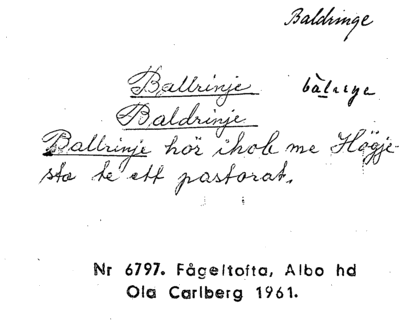 Baldringe
Ballrinje
Baldrinje
Ballrinje hör ihob me Högje-
sta te ett pastorat.
Nr 6797. Fågeltofta, Albo hd
Ola Carlberg 1961.